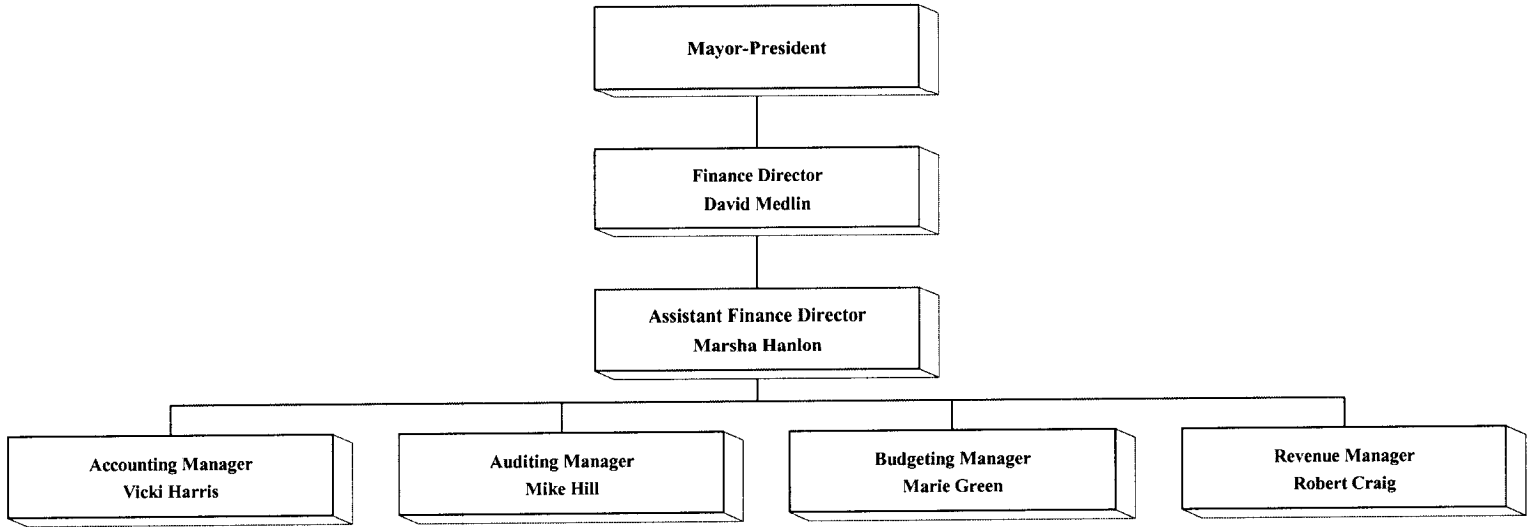 Mayor-President
Finance Director
David Medlin
Assistant Finance Director
Marsha Hanlon
Accounting Manager
Vicki Harris
Auditing Manager
Mike Hill
Budgeting Manager
Marie Green
Revenue Manager
Robert Craig